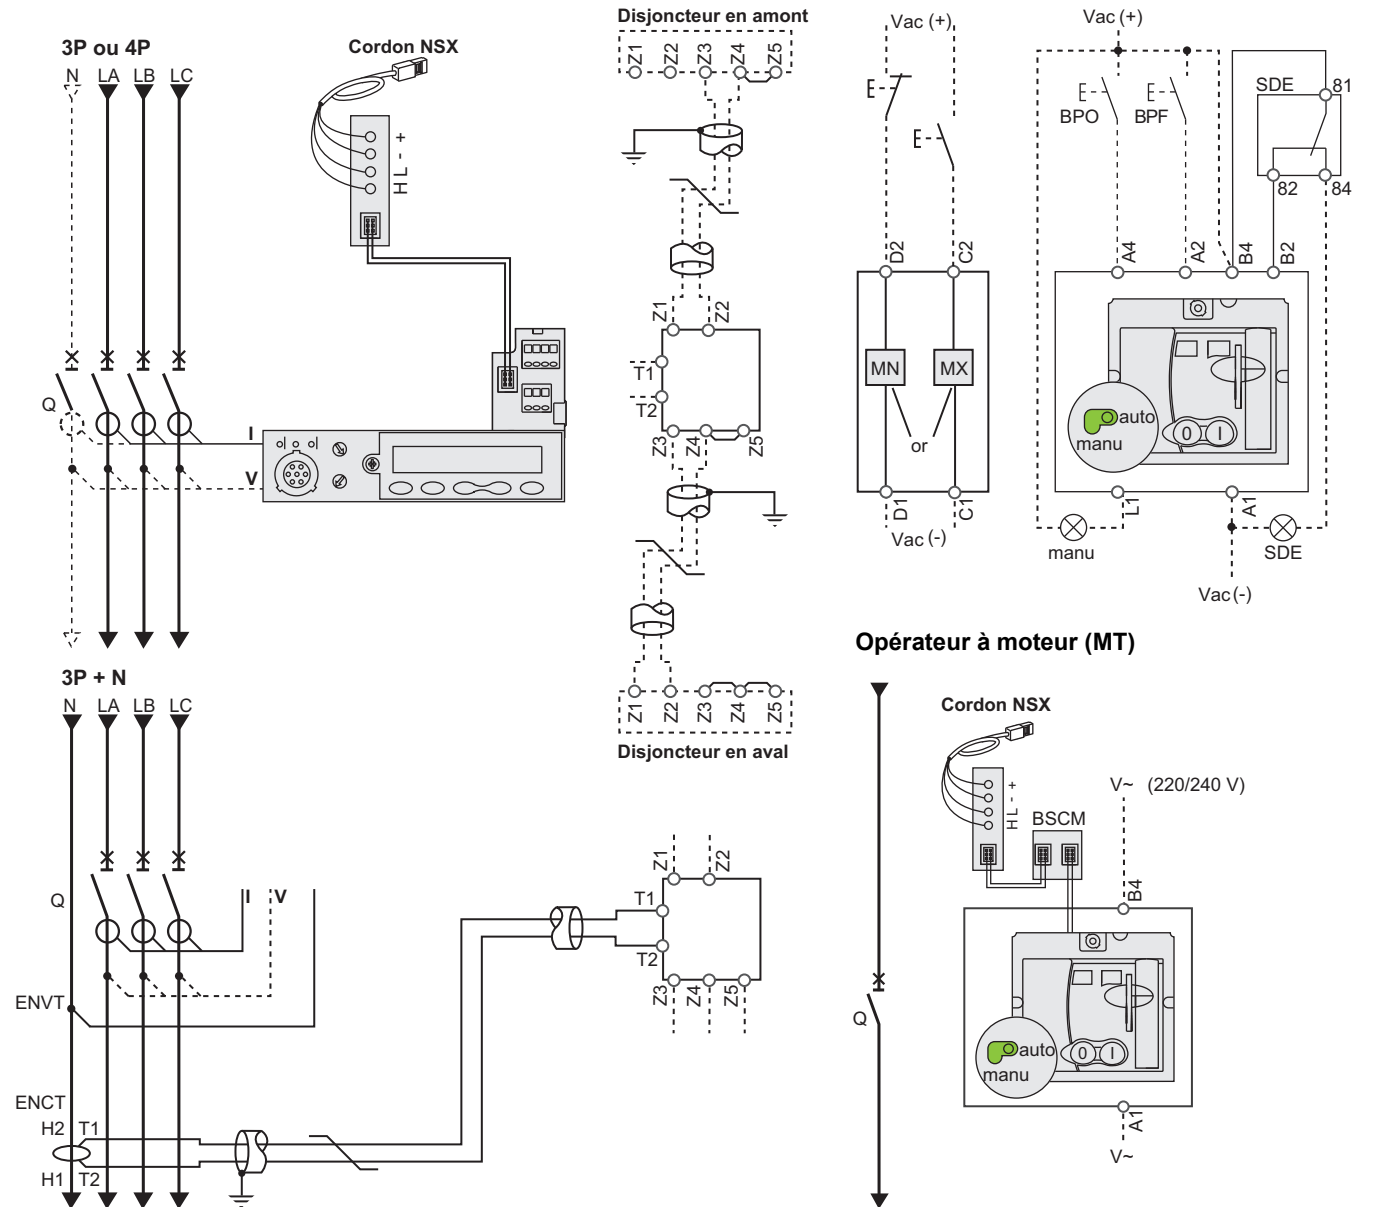 3P ou 4P
N LA LB LC
Cordon NSX
+
-
L
H
Q
I
V
Disjoncteur en amont
Z1 Z2 Z3 Z4 Z5
Z1 Z2
T1
T2
Z3 Z4 Z5
Z1 Z2 Z3 Z4 Z5
Disjoncteur en aval
Vac (+)
D2 C2
MN MX
or
D1 C1
Vac (-)
Vac (+)
BPO BPF
SDE 81
82 84
A4 A2 B4 B2
auto
manu
0 I
L1 A1
manu SDE
Vac (-)
3P + N
N LA LB LC
Q
I V
ENVT
ENCT
H2 T1
H1 T2
Z1 Z2
T1
T2
Z3 Z4 Z5
Opérateur à moteur (MT)
Cordon NSX
H L - +
BSCM
V~ (220/240 V)
B4
Q
auto
manu
0 I
A1
V~